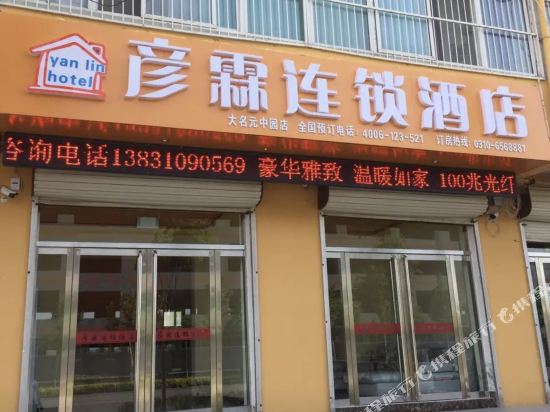 yan lin
hotel
彦霖连锁酒店
大名元中园店 全国预订电话：4006-123-521 订房热线：0310-6568887
咨询电话13831090569 豪华雅致 温暖如家 100兆光纤
携程旅行